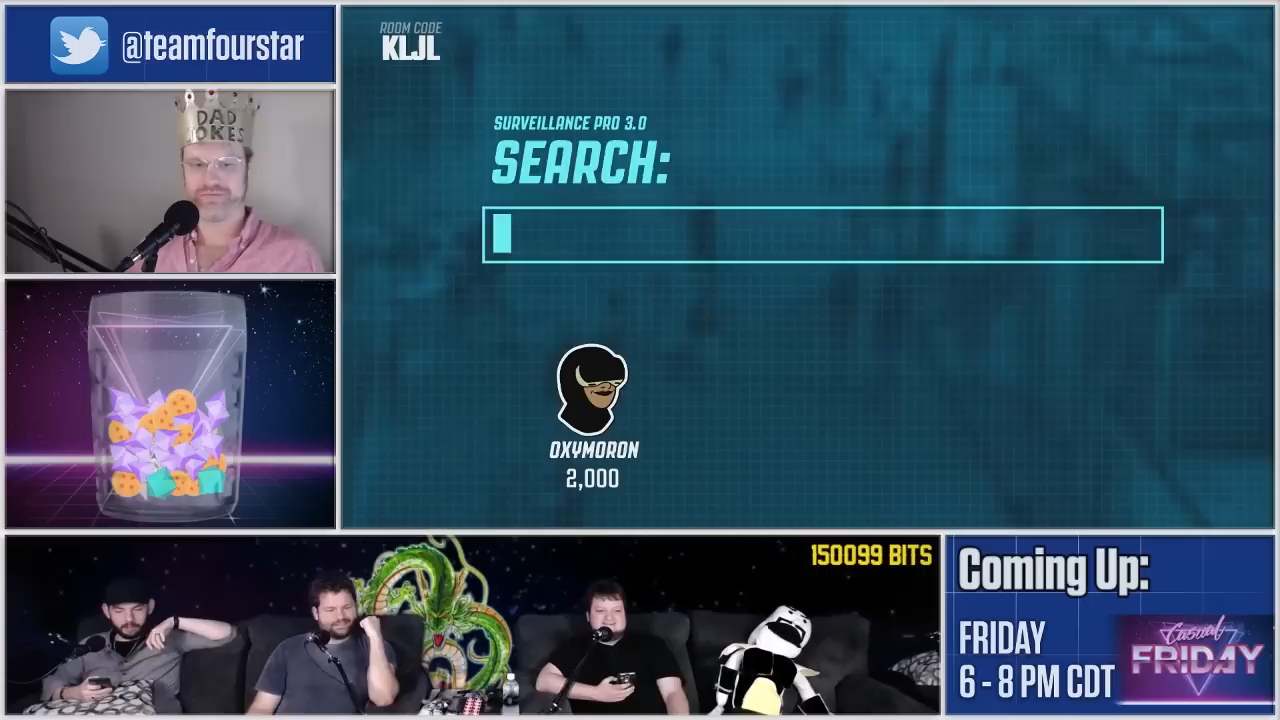 @teamfourstar
DAD
JOKES
ROOM CODE
KLJL
SURVEILLANCE PRO 3.0
SEARCH:
OXYMORON
2,000
150099 BITS
Coming Up:
FRIDAY
6 - 8 PM CDT
Casual
FRIDAY